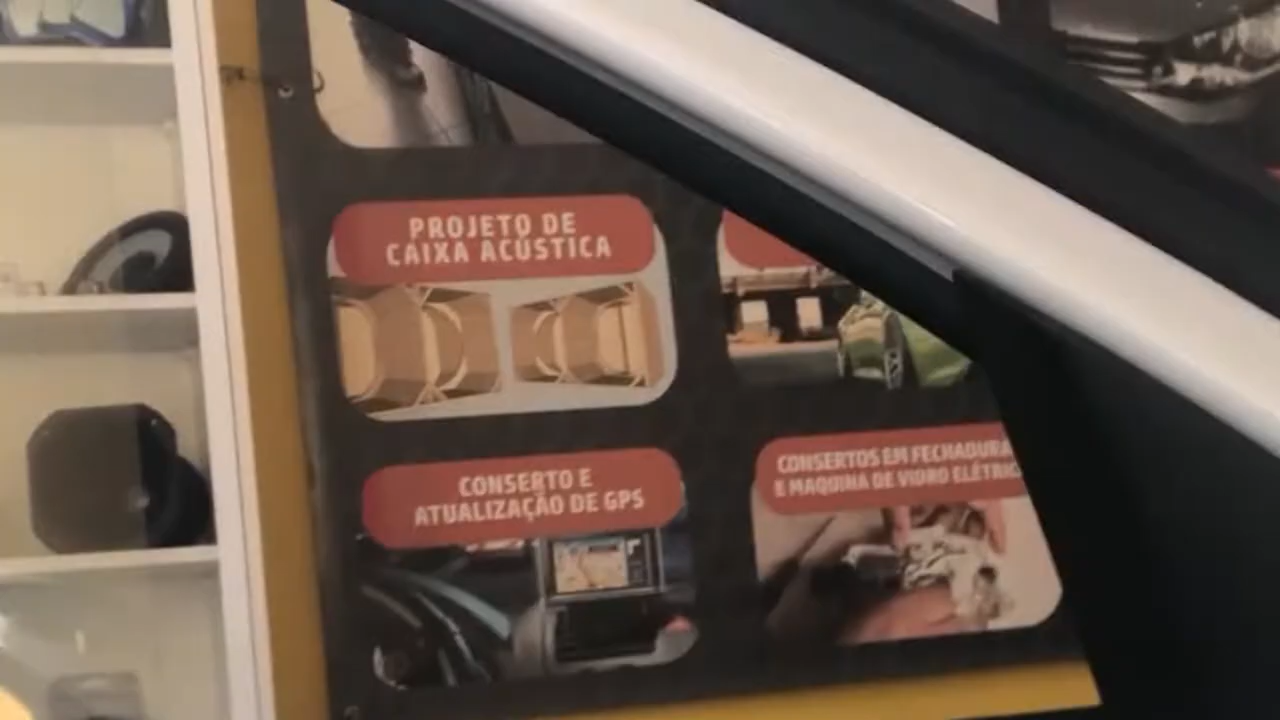 PROJETO DE
CAIXA ACÚSTICA
CONSERTO E
ATUALIZAÇÃO DE GPS
CONSERTOS EM FECHADURA
E MAQUINA DE VIDRO ELÉTRIC